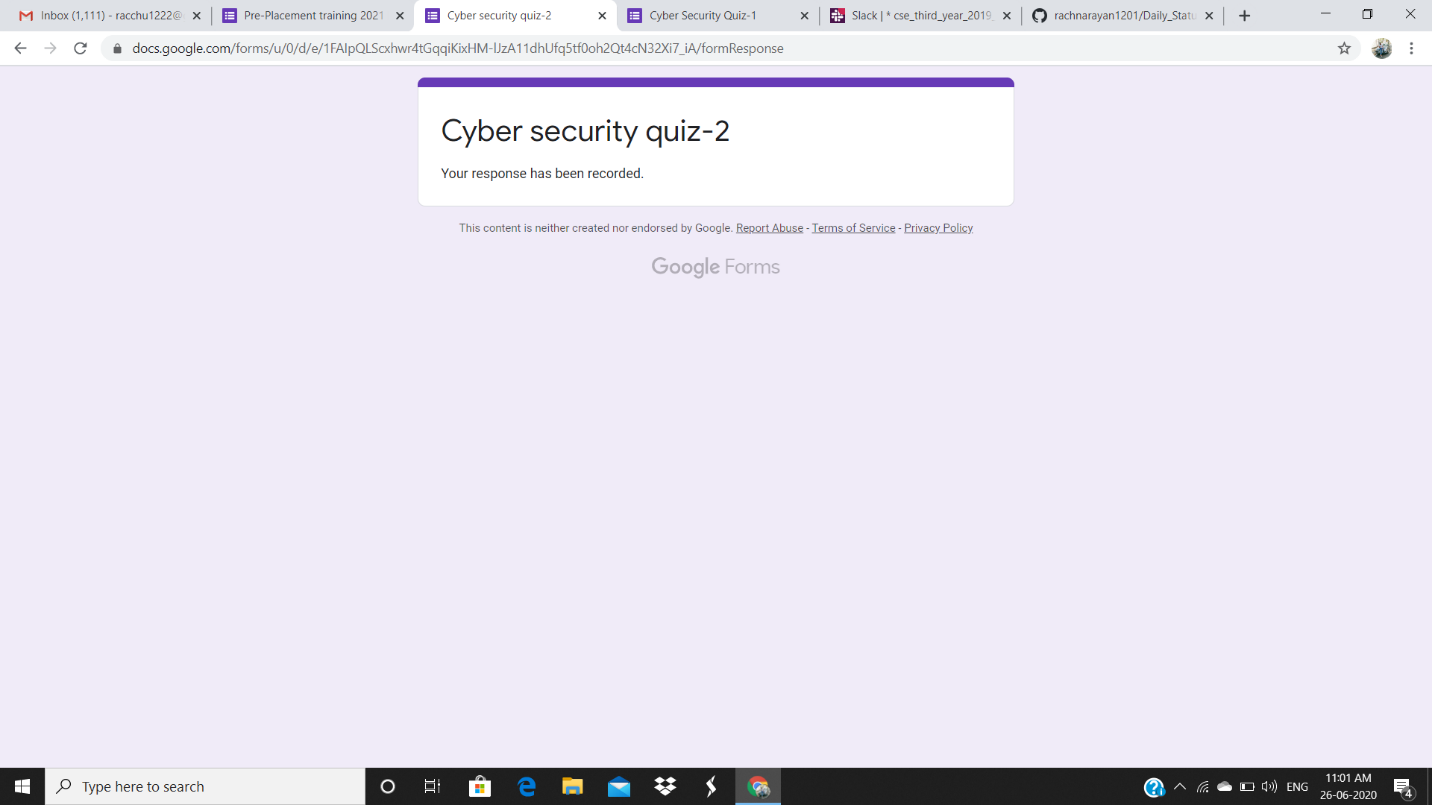 Inbox (1,111) - racchu1222@
Pre-Placement training 2021
Cyber security quiz-2
Cyber Security Quiz-1
Slack | * cse_third_year_2019_
rachnarayan1201/Daily_Statu
docs.google.com/forms/u/0/d/e/1FAIpQLScxhwr4tGqqiKixHM-lJzA11dhUfq5tf0oh2Qt4cN32Xi7_iA/formResponse
Cyber security quiz-2
Your response has been recorded.
This content is neither created nor endorsed by Google. Report Abuse - Terms of Service - Privacy Policy
Google Forms
Type here to search
ENG
11:01 AM
26-06-2020
4